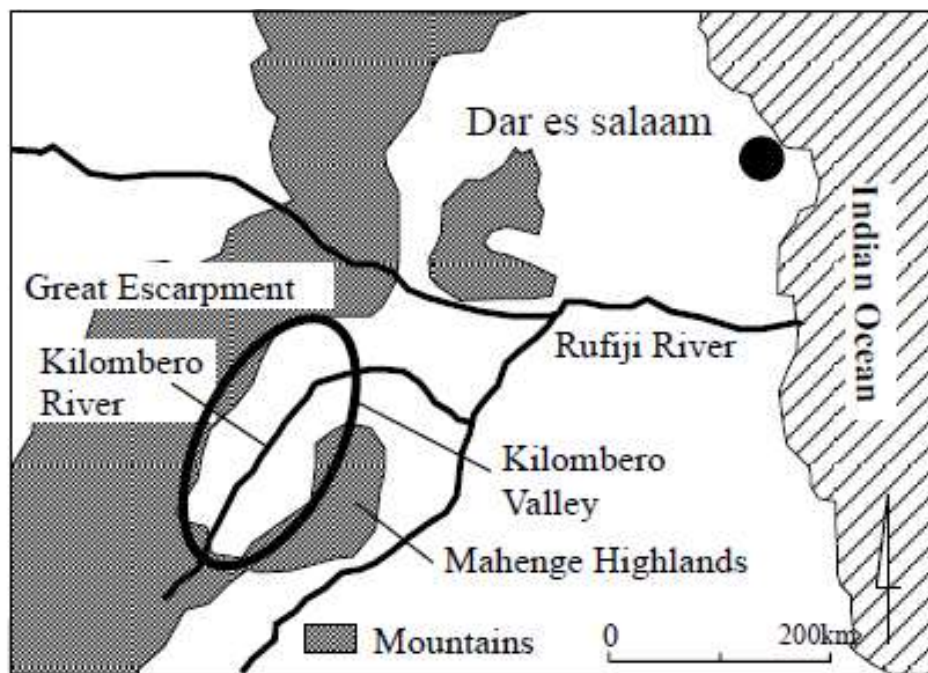 Dar es salaam
Indian Ocean
Great Escarpment
Rufiji River
Kilombero
River
Kilombero
Valley
Mahenge Highlands
Mountains
0 200km